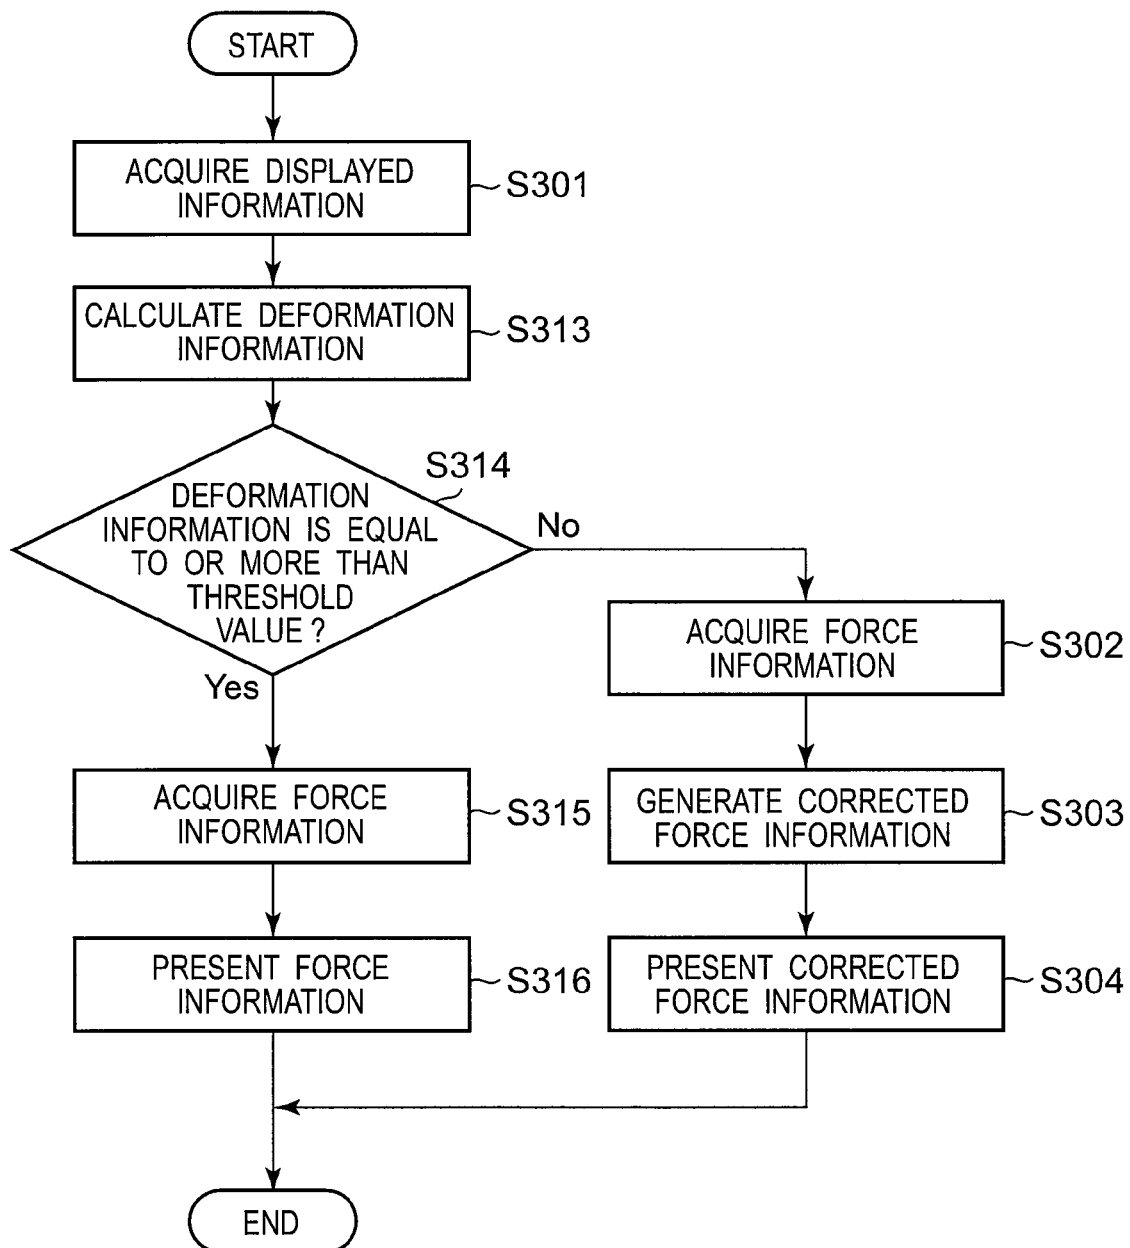 START
ACQUIRE DISPLAYED
INFORMATION
S301
CALCULATE DEFORMATION
INFORMATION
S313
S314
DEFORMATION
INFORMATION IS EQUAL
TO OR MORE THAN
THRESHOLD
VALUE ?
No
Yes
ACQUIRE FORCE
INFORMATION
S302
ACQUIRE FORCE
INFORMATION
S315
GENERATE CORRECTED
FORCE INFORMATION
S303
PRESENT FORCE
INFORMATION
S316
PRESENT CORRECTED
FORCE INFORMATION
S304
END